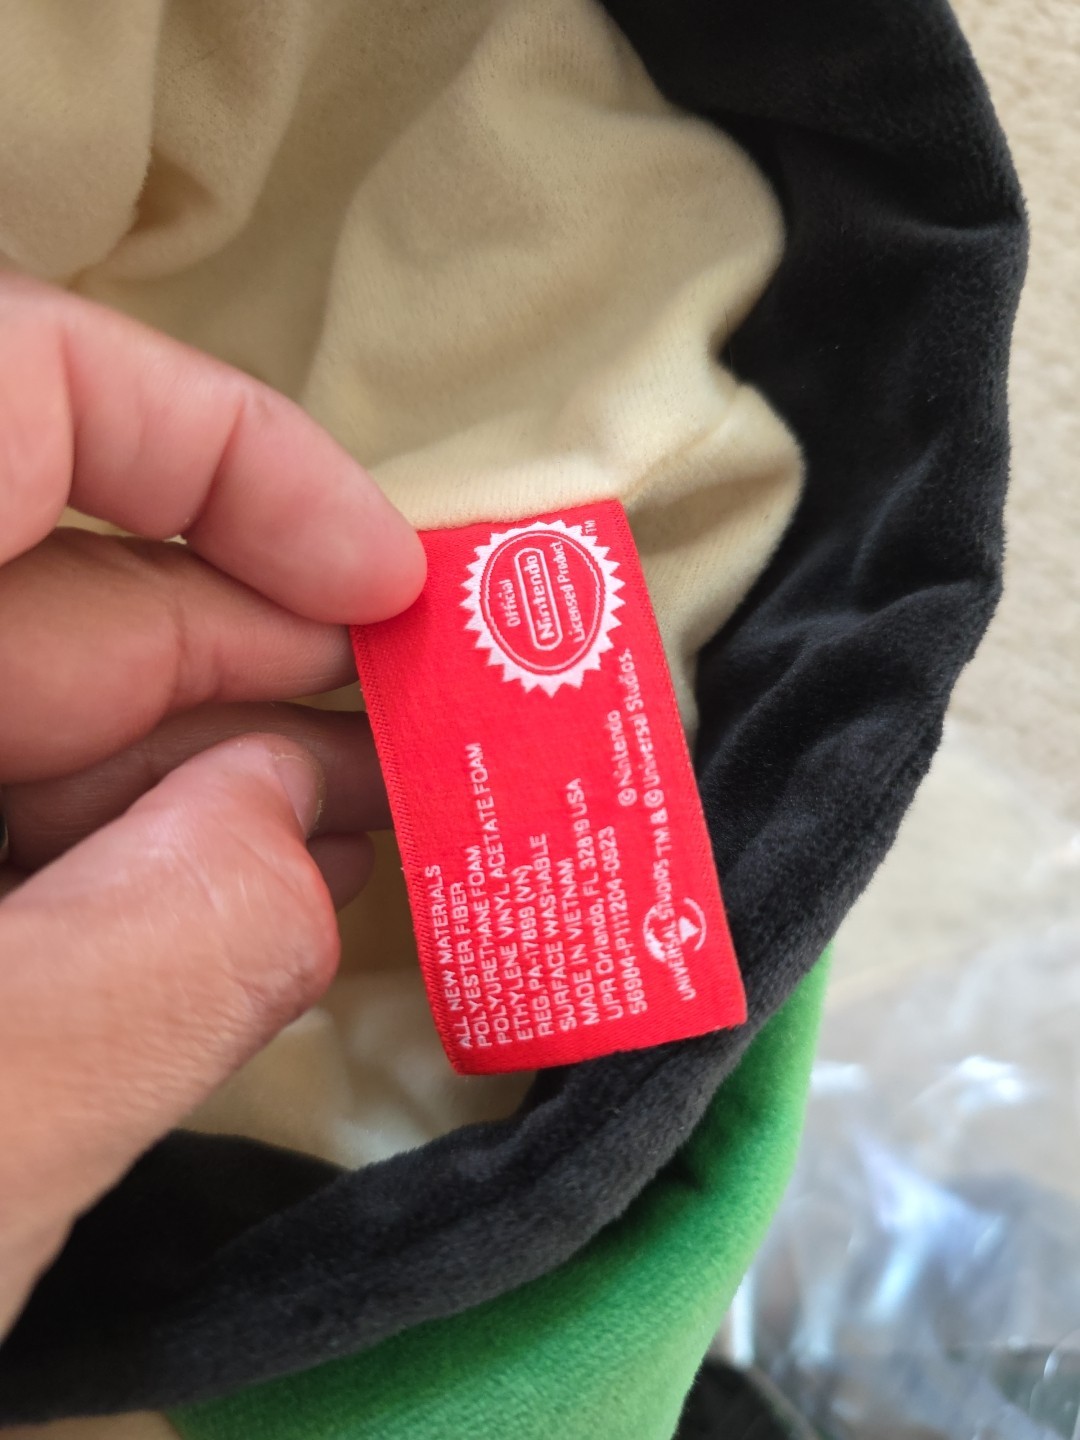 Official
Nintendo
Licensed Product
TM
ALL NEW MATERIALS
POLYESTER FIBER
POLYURETHANE FOAM
POLYETHYLENE VINYL ACETATE FOAM
REG. PA-17899 (VN)
SURFACE WASHABLE
MADE IN VIETNAM
UPR Orlando, FL 32819 USA
56984-P111204-0523
© Nintendo
UNIVERSAL STUDIOS TM & © Universal Studios.
UNIVERSAL